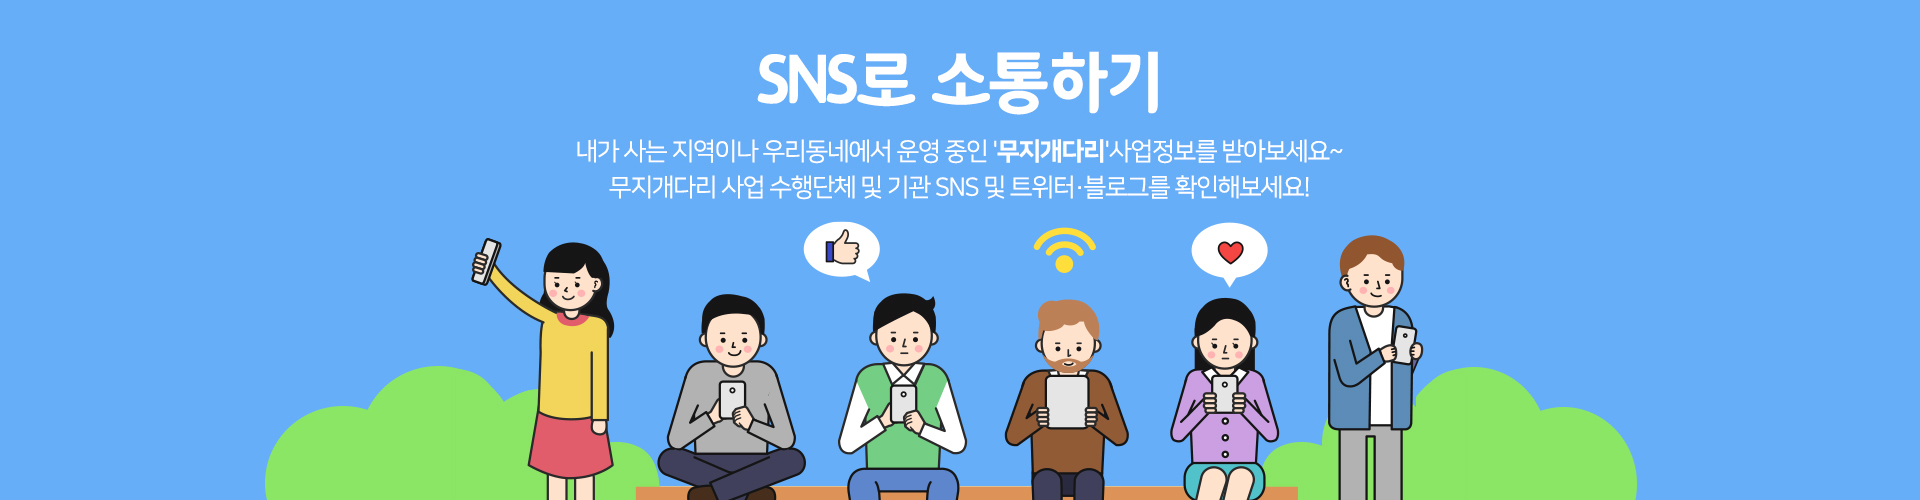 SNS로 소통하기
내가 사는 지역이나 우리동네에서 운영 중인 '무지개다리'사업정보를 받아보세요~
무지개다리 사업 수행단체 및 기관 SNS 및 트위터·블로그를 확인해보세요!